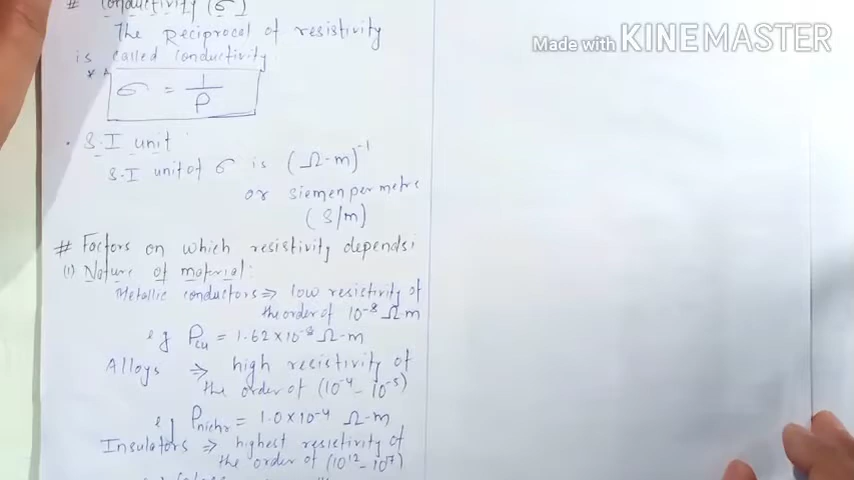 # Conductivity (σ)
The Reciprocal of resistivity
is called conductivity
σ = 1/ρ
. S.I unit :
S.I unit of σ is (Ω-m)⁻¹
or siemen per metre
(S/m)
# Factors on which resistivity depends:
(1) Nature of material:
Metallic conductors ⇒ low resistivity of
the order of 10⁻⁸ Ω-m
eg ρcu = 1.62×10⁻⁸ Ω-m
Alloys ⇒ high resistivity of
the order of (10⁻⁴ - 10⁻⁵)
eg ρnichr = 1.0×10⁻⁴ Ω-m
Insulators ⇒ highest resistivity of
the order of (10¹² - 10⁷)
Made with KINEMASTER